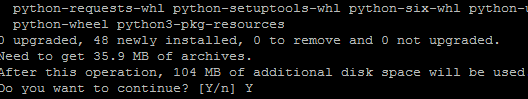 python-requests-whl python-setuptools-whl python-six-whl
python-wheel python3-pkg-resources
0 upgraded, 48 newly installed, 0 to remove and 0 not upgraded.
Need to get 35.9 MB of archives.
After this operation, 104 MB of additional disk space will be used
Do you want to continue? [Y/n] Y